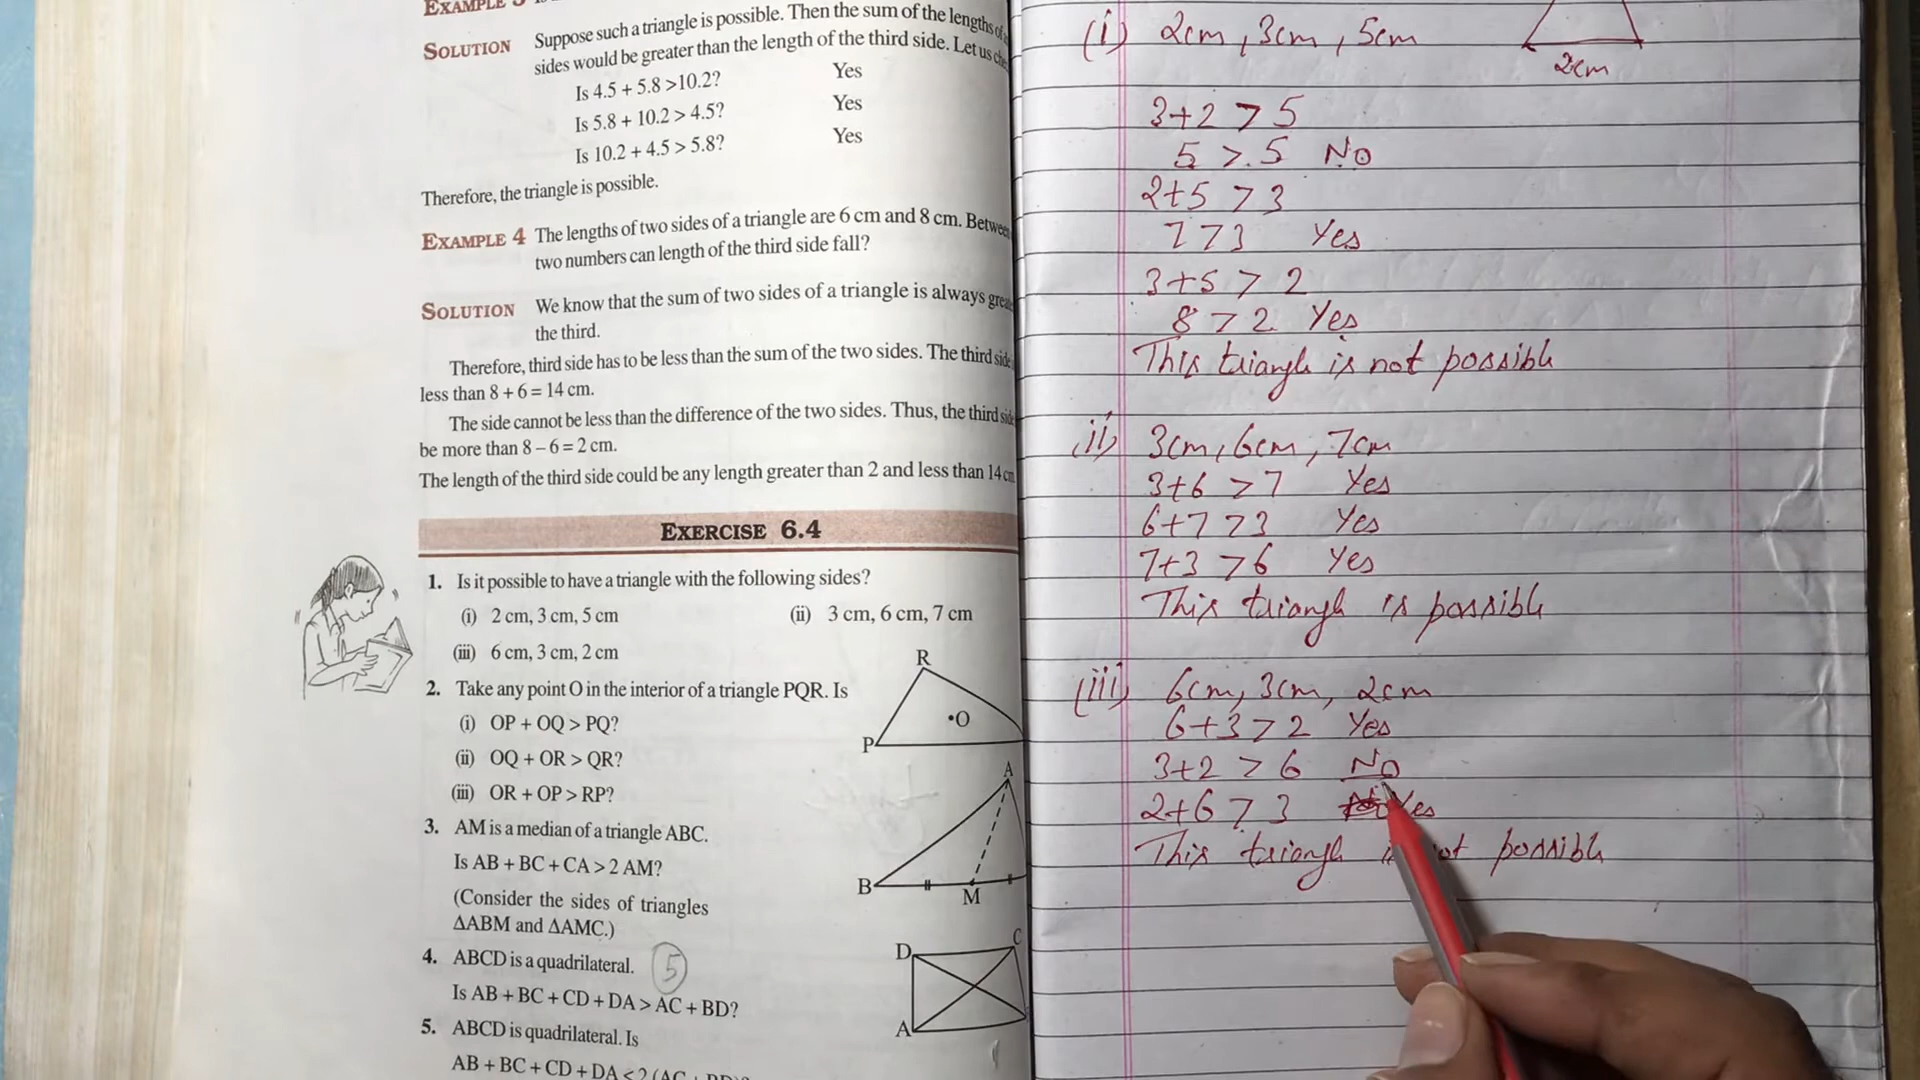 EXAMPLE
SOLUTION Suppose such a triangle is possible. Then the sum of the lengths of
sides would be greater than the length of the third side. Let us
Is 4.5 + 5.8 >10.2? Yes
Is 5.8 + 10.2 > 4.5? Yes
Is 10.2 + 4.5 > 5.8? Yes
Therefore, the triangle is possible.
EXAMPLE 4 The lengths of two sides of a triangle are 6 cm and 8 cm.
two numbers can length of the third side fall?
SOLUTION We know that the sum of two sides of a triangle is always
the third.
Therefore, third side has to be less than the sum of the two sides. The third
less than 8 + 6 = 14 cm.
The side cannot be less than the difference of the two sides. Thus, the third
be more than 8 – 6 = 2 cm.
The length of the third side could be any length greater than 2 and less than 14
EXERCISE 6.4
1. Is it possible to have a triangle with the following sides?
(i) 2 cm, 3 cm, 5 cm (ii) 3 cm, 6 cm, 7 cm
(iii) 6 cm, 3 cm, 2 cm
2. Take any point O in the interior of a triangle PQR. Is
(i) OP + OQ > PQ?
(ii) OQ + OR > QR?
(iii) OR + OP > RP?
R
•O
P
3. AM is a median of a triangle ABC.
Is AB + BC + CA > 2 AM?
(Consider the sides of triangles
ΔABM and ΔAMC.)
A
B
M
4. ABCD is a quadrilateral. 5
Is AB + BC + CD + DA > AC + BD?
5. ABCD is quadrilateral. Is
AB + BC + CD + DA < 2 (AC
D
C
A
(i) 2cm, 3cm, 5cm
2cm
3+2 > 5
5 > 5 No
2+5 > 3
7 > 3 Yes
3+5 > 2
8 > 2 Yes
This triangle is not possible
(ii) 3cm, 6cm, 7cm
3+6 > 7 Yes
6+7 > 3 Yes
7+3 > 6 Yes
This triangle is possible
(iii) 6cm, 3cm, 2cm
6+3 > 2 Yes
3+2 > 6 No
2+6 > 3 Yes
This triangle not possible